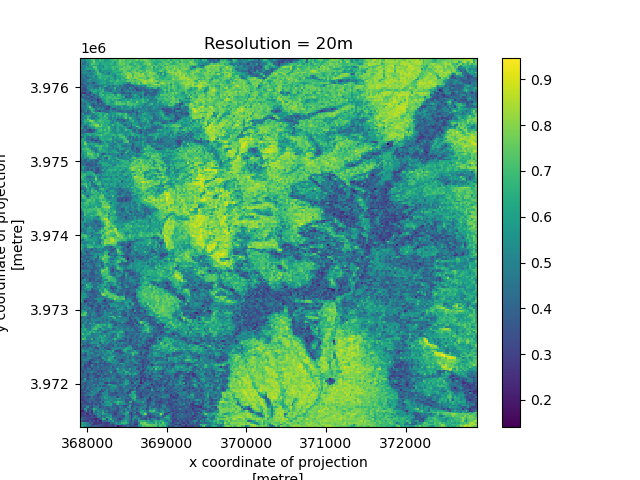 Resolution = 20m
1e6
3.976
3.975
3.974
3.973
3.972
y coordinate of projection
[metre]
368000 369000 370000 371000 372000
x coordinate of projection
[metre]
0.9
0.8
0.7
0.6
0.5
0.4
0.3
0.2